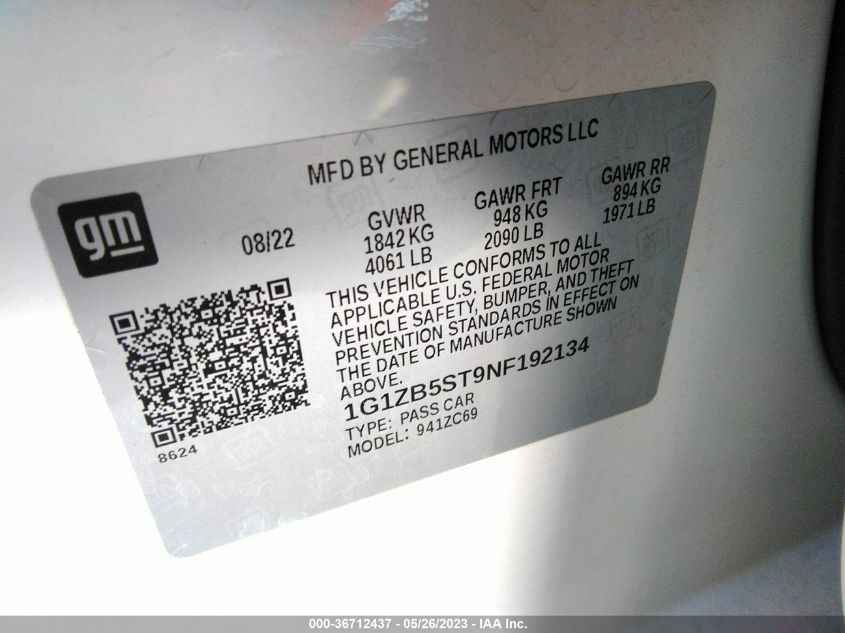 MFD BY GENERAL MOTORS LLC
gm
08/22
GVWR
1842 KG
4061 LB
GAWR FRT
948 KG
2090 LB
GAWR RR
894 KG
1971 LB
THIS VEHICLE CONFORMS TO ALL
APPLICABLE U.S. FEDERAL MOTOR
VEHICLE SAFETY, BUMPER, AND THEFT
PREVENTION STANDARDS IN EFFECT ON
THE DATE OF MANUFACTURE SHOWN
ABOVE.
1G1ZB5ST9NF192134
TYPE: PASS CAR
MODEL: 941ZC69
8624
000-36712437 - 05/26/2023 - IAA Inc.